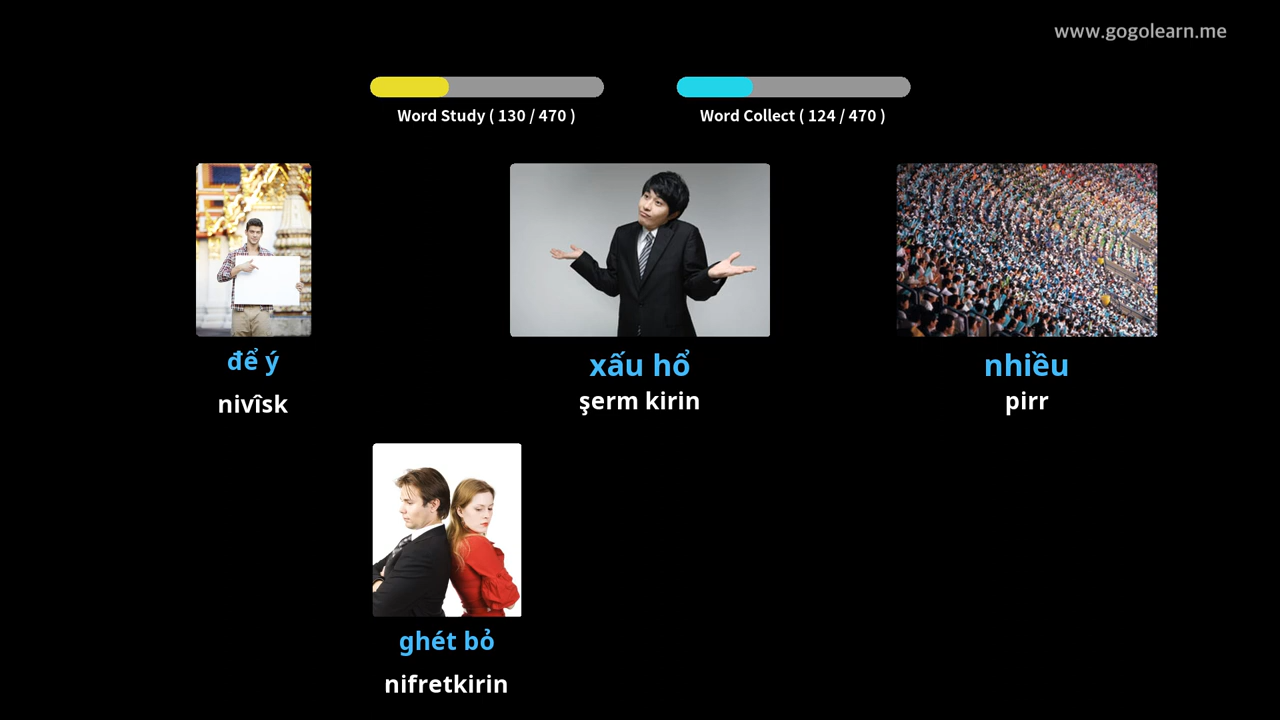 www.gogolearn.me
Word Study ( 130 / 470 )
Word Collect ( 124 / 470 )
để ý
nivîsk
xấu hổ
şerm kirin
nhiều
pirr
ghét bỏ
nifretkirin